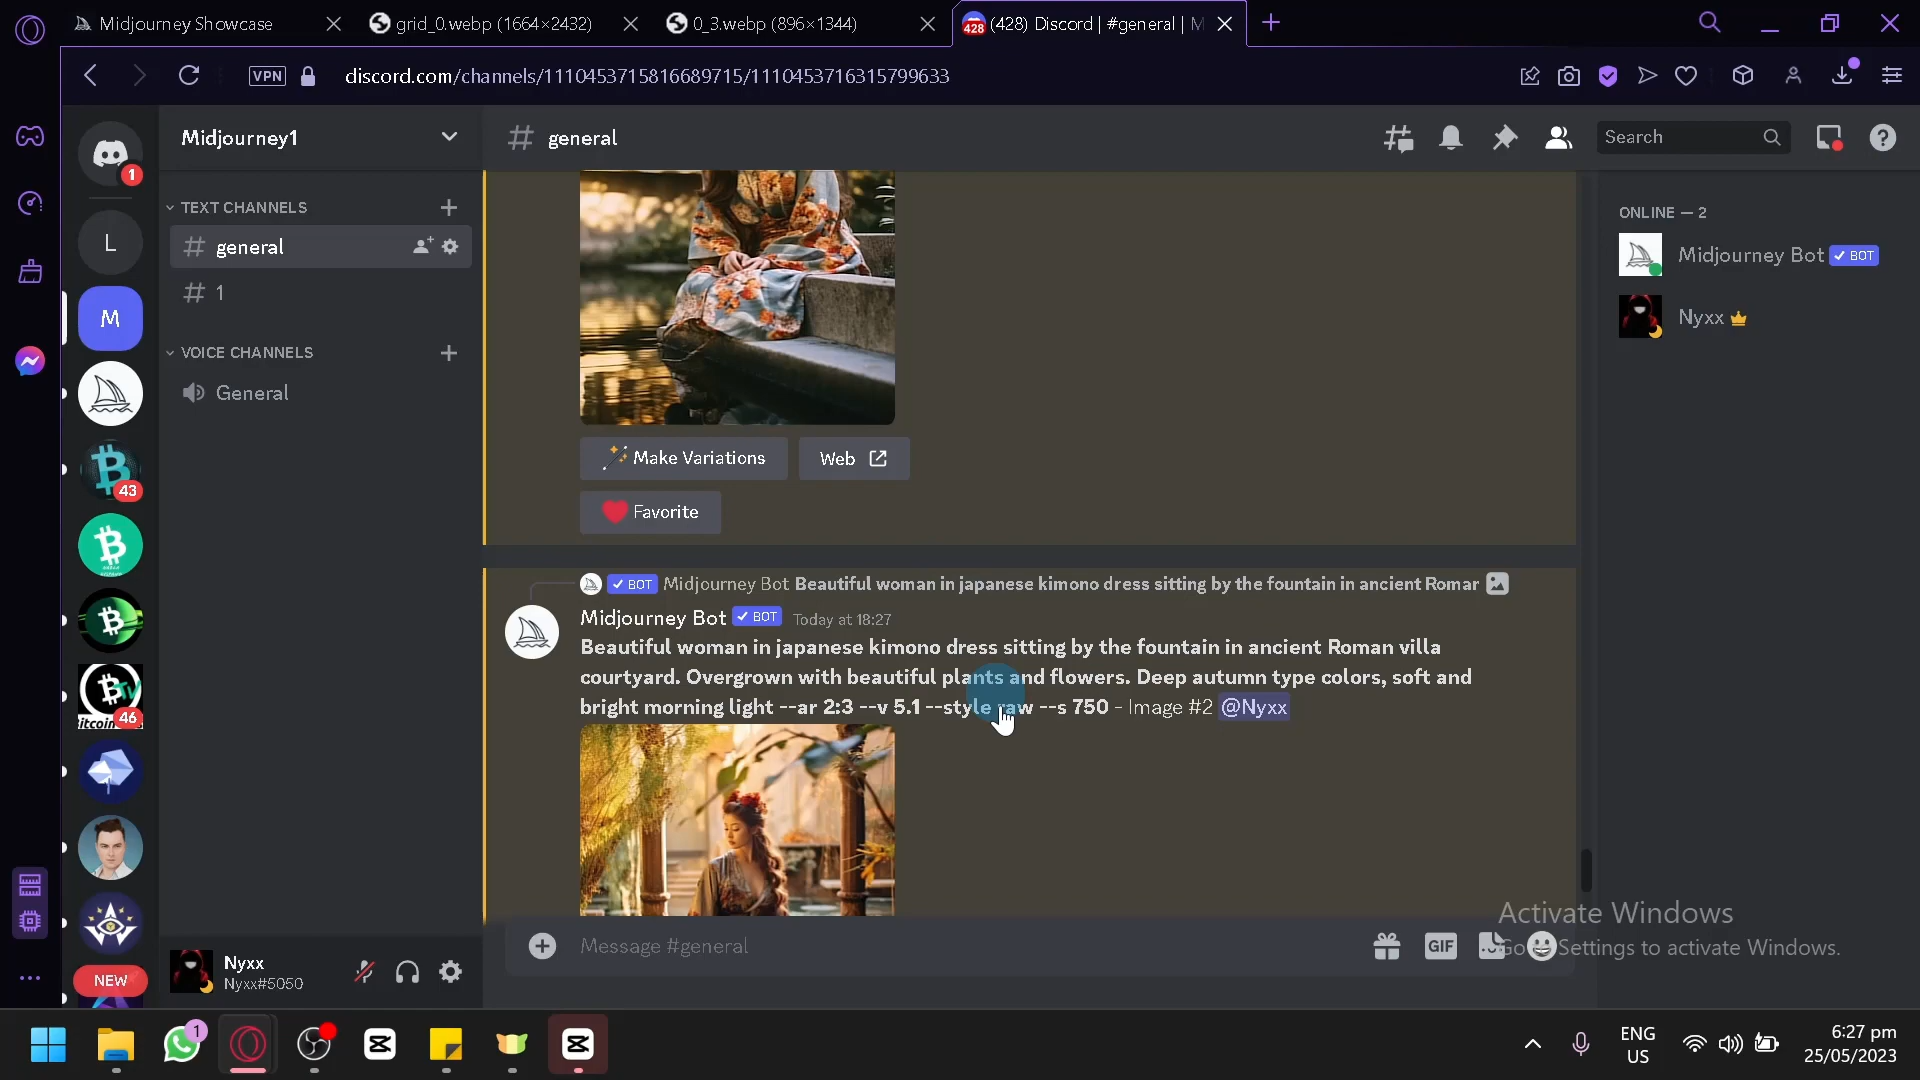 Midjourney Showcase
grid_0.webp (1664×2432)
0_3.webp (896×1344)
428
(428) Discord | #general | M
VPN
discord.com/channels/1110453715816689715/1110453716315799633
1
Midjourney1
general
Search
TEXT CHANNELS
general
1
VOICE CHANNELS
General
L
M
43
46
NEW
ONLINE — 2
Midjourney Bot
BOT
Nyxx
Make Variations
Web
Favorite
BOT Midjourney Bot Beautiful woman in japanese kimono dress sitting by the fountain in ancient Romar
Midjourney Bot BOT Today at 18:27
Beautiful woman in japanese kimono dress sitting by the fountain in ancient Roman villa
courtyard. Overgrown with beautiful plants and flowers. Deep autumn type colors, soft and
bright morning light --ar 2:3 --v 5.1 --style raw --s 750 - Image #2 @Nyxx
Message #general
GIF
Activate Windows
Settings to activate Windows.
Nyxx
Nyxx#5050
1
ENG
US
6:27 pm
25/05/2023